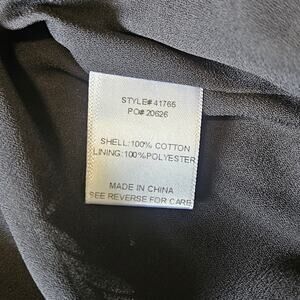 STYLE# 41765
PO# 20626
SHELL:100% COTTON
LINING:100%POLYESTER
MADE IN CHINA
SEE REVERSE FOR CARE